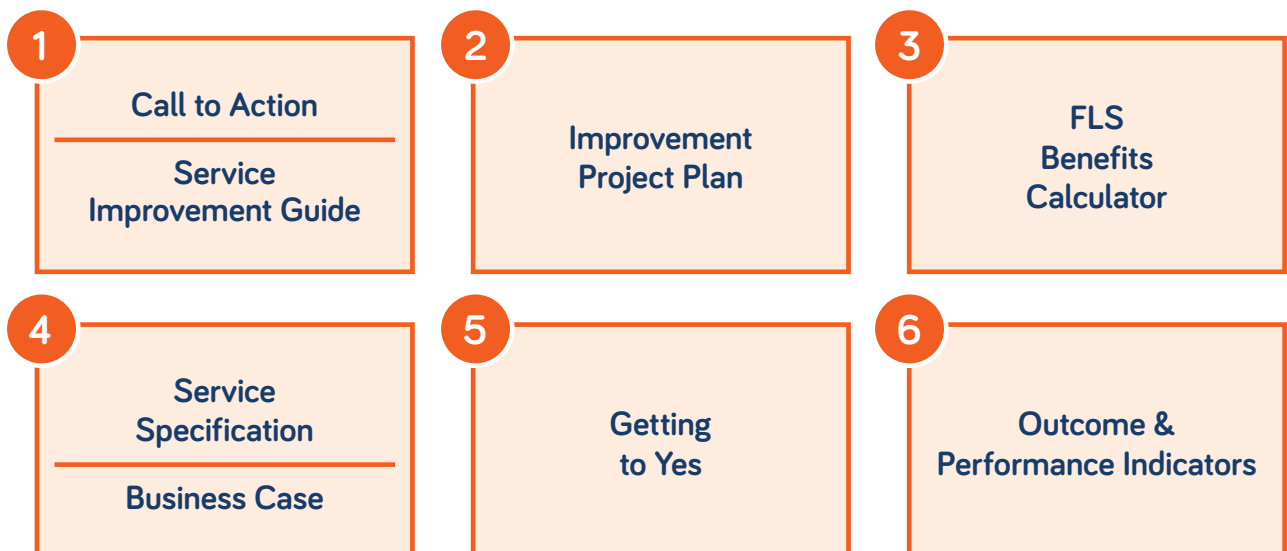 1
Call to Action
Service
Improvement Guide
2
Improvement
Project Plan
3
FLS
Benefits
Calculator
4
Service
Specification
Business Case
5
Getting
to Yes
6
Outcome &
Performance Indicators